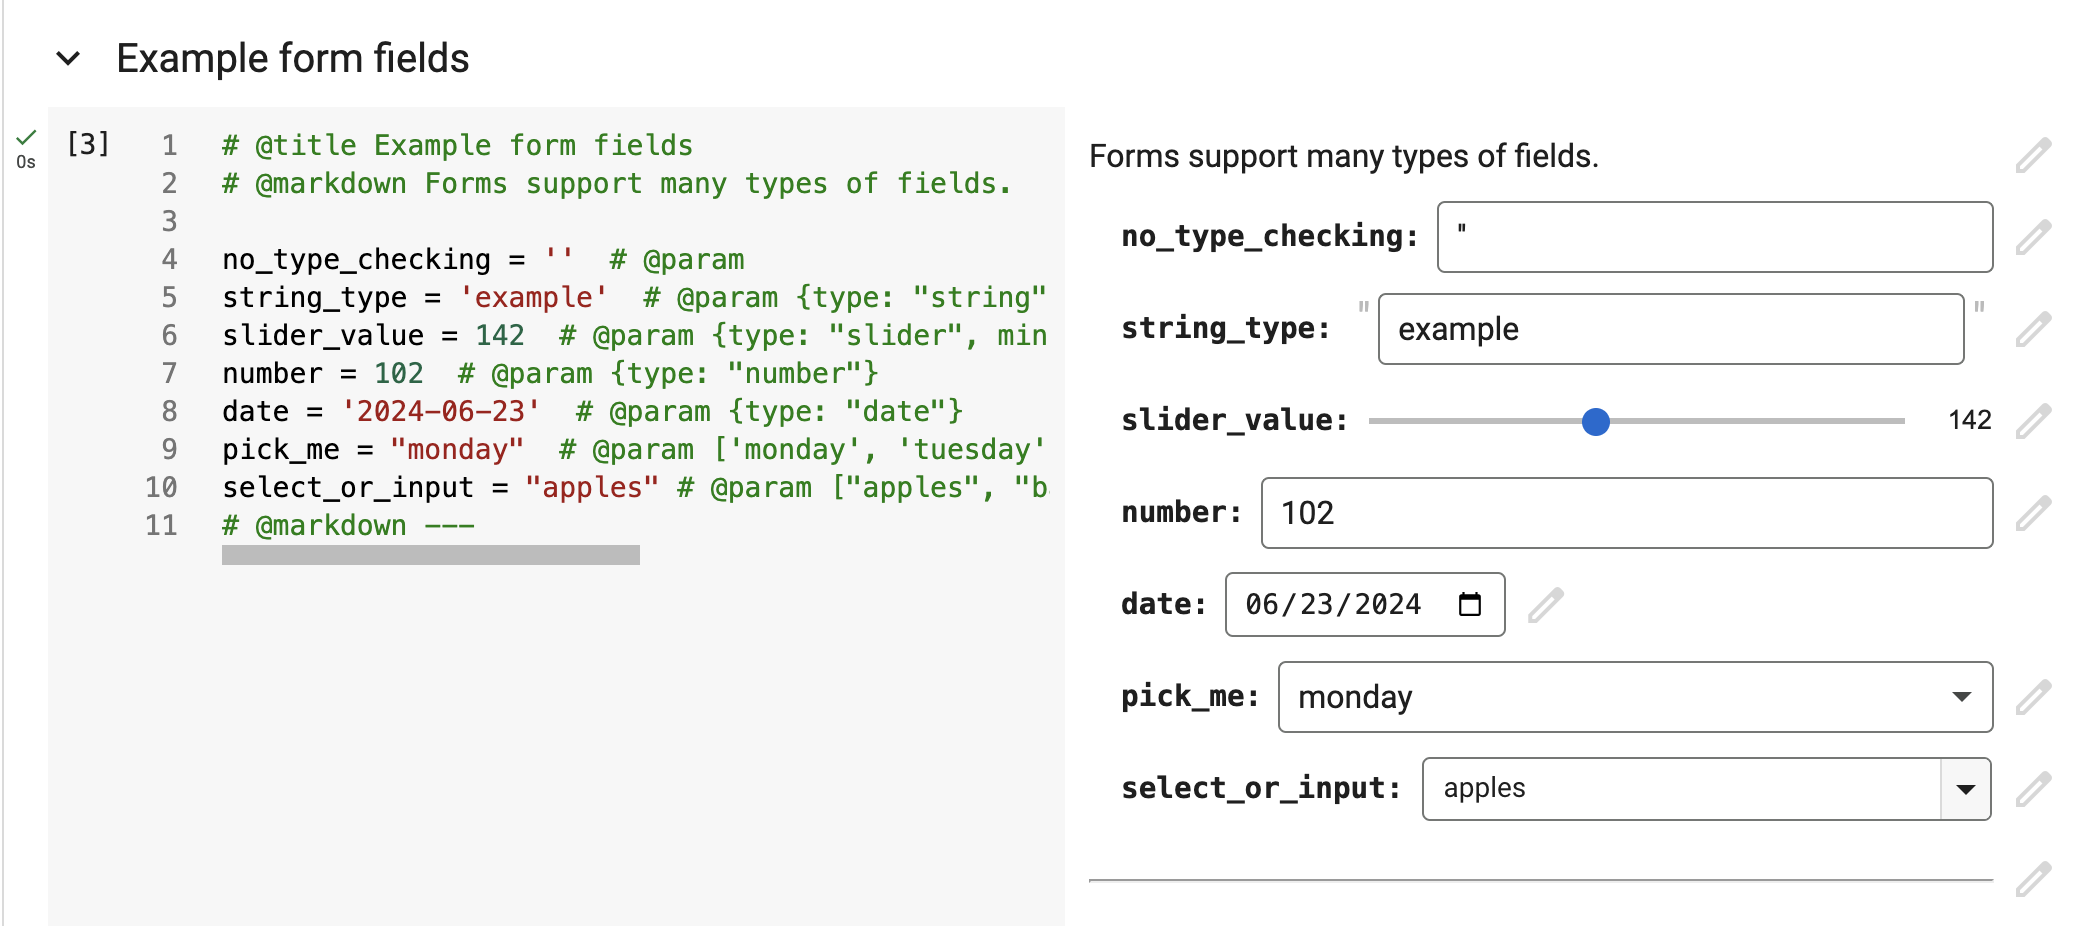 Example form fields
0s
[3]
1 # @title Example form fields
2 # @markdown Forms support many types of fields.
3
4 no_type_checking = '' # @param
5 string_type = 'example' # @param {type: "string"
6 slider_value = 142 # @param {type: "slider", min
7 number = 102 # @param {type: "number"}
8 date = '2024-06-23' # @param {type: "date"}
9 pick_me = "monday" # @param ['monday', 'tuesday'
10 select_or_input = "apples" # @param ["apples", "b
11 # @markdown ---
Forms support many types of fields.
no_type_checking: ''
string_type: " example "
slider_value: 142
number: 102
date: 06/23/2024
pick_me: monday
select_or_input: apples